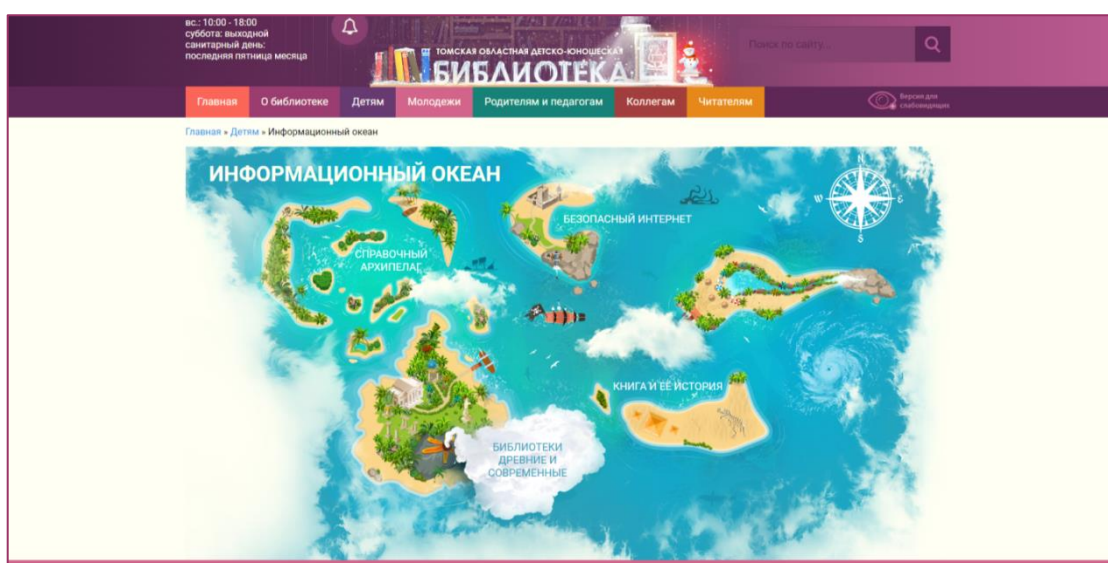 вс.: 10:00 - 18:00
суббота: выходной
санитарный день:
последняя пятница месяца
ТОМСКАЯ ОБЛАСТНАЯ ДЕТСКО-ЮНОШЕСКАЯ
БИБЛИОТЕКА
Поиск по сайту...
Главная О библиотеке Детям Молодежи Родителям и педагогам Коллегам Читателям
Версия для
слабовидящих
Главная » Детям » Информационный океан
ИНФОРМАЦИОННЫЙ ОКЕАН
БЕЗОПАСНЫЙ ИНТЕРНЕТ
W E
S
СПРАВОЧНЫЙ
АРХИПЕЛАГ
КНИГА И ЕЁ ИСТОРИЯ
БИБЛИОТЕКИ
ДРЕВНИЕ И
СОВРЕМЕННЫЕ